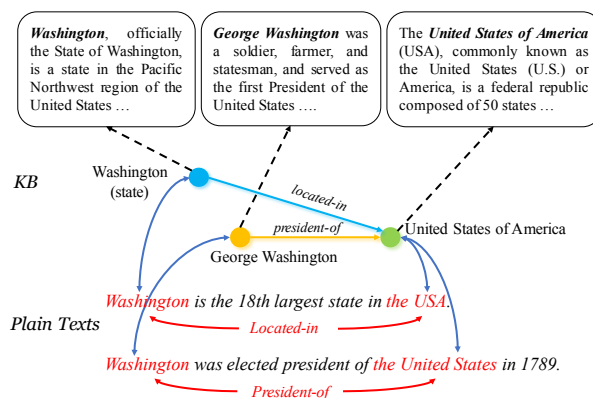 Washington, officially
the State of Washington,
is a state in the Pacific
Northwest region of the
United States …
George Washington was
a soldier, farmer, and
statesman, and served as
the first President of the
United States ….
The United States of America
(USA), commonly known as
the United States (U.S.) or
America, is a federal republic
composed of 50 states …
KB
Washington
(state)
located-in
president-of
United States of America
George Washington
Plain Texts
Washington is the 18th largest state in the USA.
Located-in
Washington was elected president of the United States in 1789.
President-of